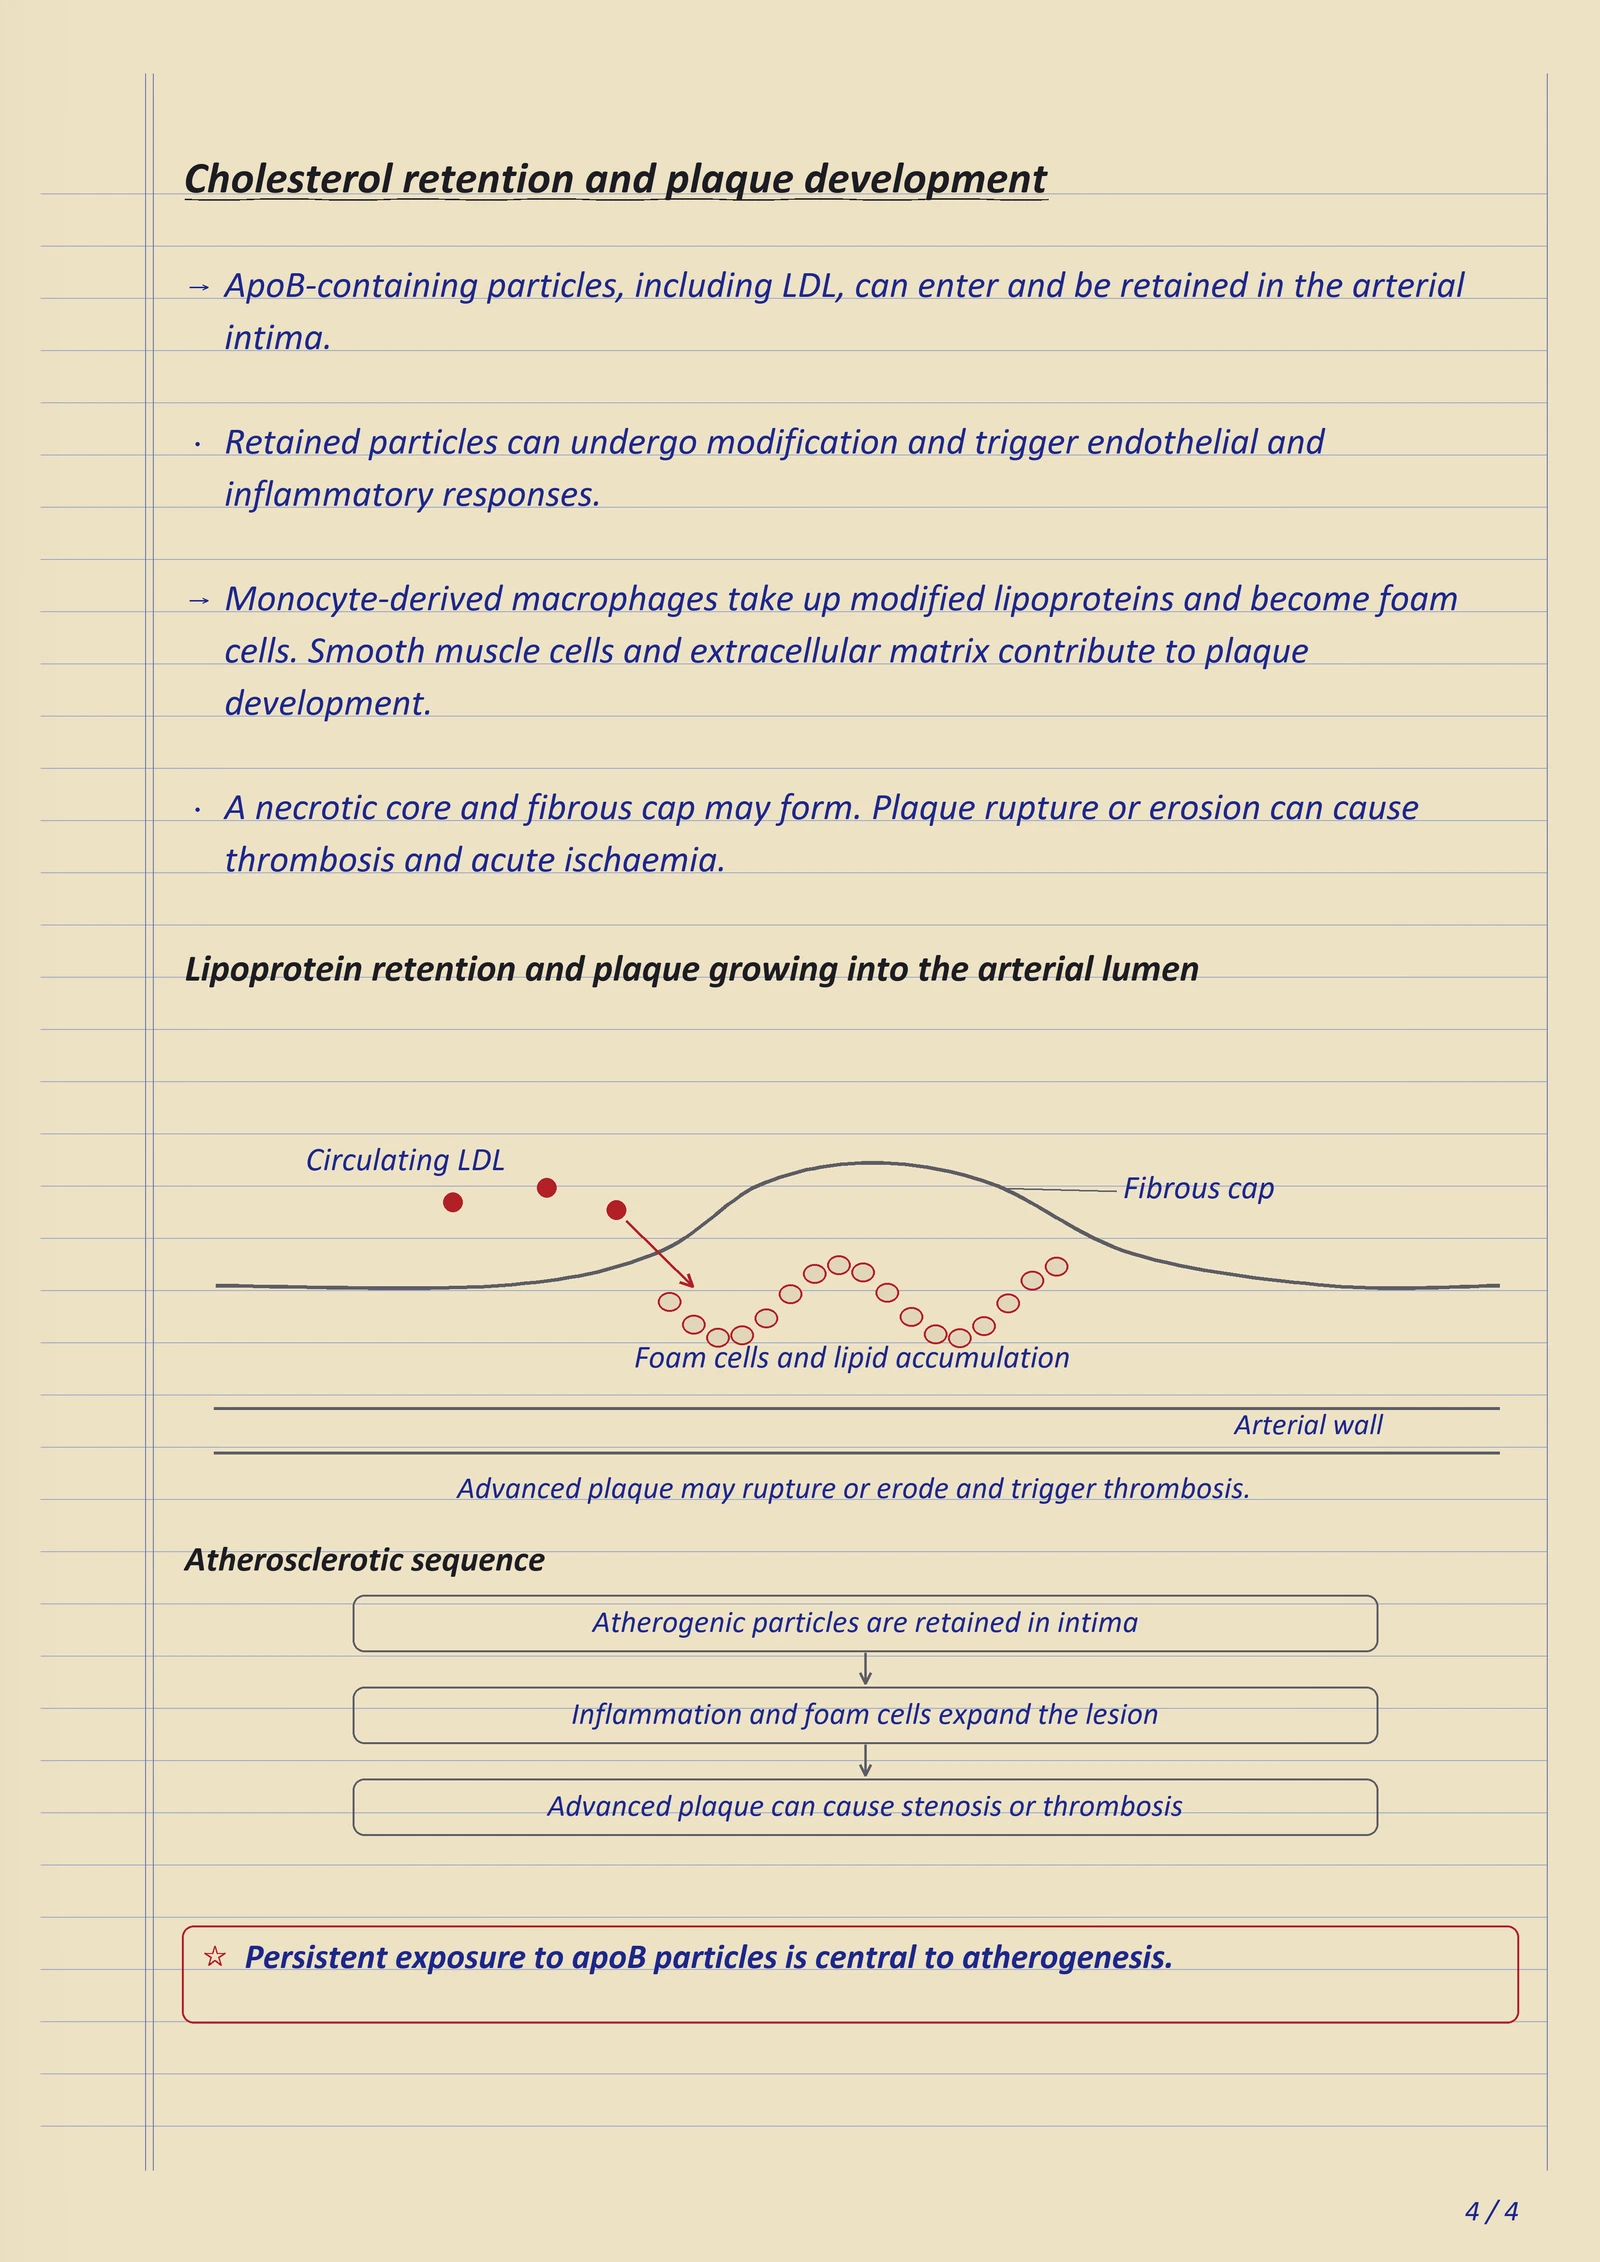 Cholesterol retention and plaque development
→ ApoB-containing particles, including LDL, can enter and be retained in the arterial
intima.
· Retained particles can undergo modification and trigger endothelial and
inflammatory responses.
→ Monocyte-derived macrophages take up modified lipoproteins and become foam
cells. Smooth muscle cells and extracellular matrix contribute to plaque
development.
· A necrotic core and fibrous cap may form. Plaque rupture or erosion can cause
thrombosis and acute ischaemia.
Lipoprotein retention and plaque growing into the arterial lumen
Circulating LDL
Fibrous cap
Foam cells and lipid accumulation
Arterial wall
Advanced plaque may rupture or erode and trigger thrombosis.
Atherosclerotic sequence
Atherogenic particles are retained in intima
Inflammation and foam cells expand the lesion
Advanced plaque can cause stenosis or thrombosis
☆ Persistent exposure to apoB particles is central to atherogenesis.
4 / 4